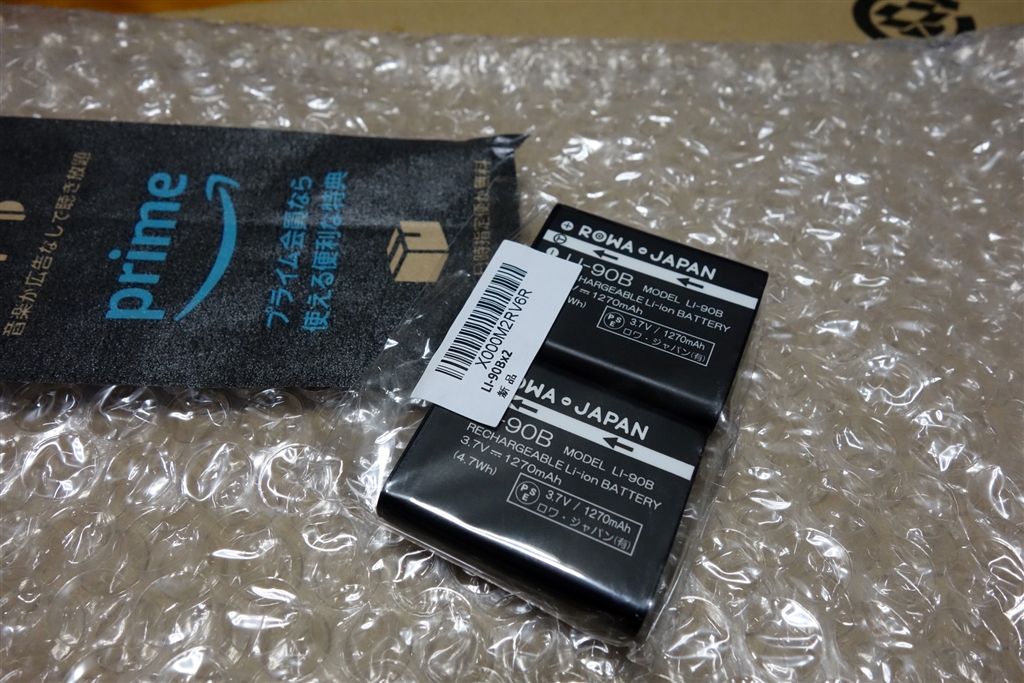 音楽が広告なしで聴き放題
prime
プライム会員なら
使える便利な特典
X000M2RV6R
LI-90Bx2
新品
ROWA JAPAN
LI-90B MODEL LI-90B
RECHARGEABLE Li-ion BATTERY
1270mAh
PSE 3.7V / 1270mAh
ロワ・ジャパン(有)
OWA JAPAN
-90B MODEL LI-90B
RECHARGEABLE Li-ion BATTERY
3.7V 1270mAh
(4.7Wh)
PSE 3.7V / 1270mAh
ロワ・ジャパン(有)